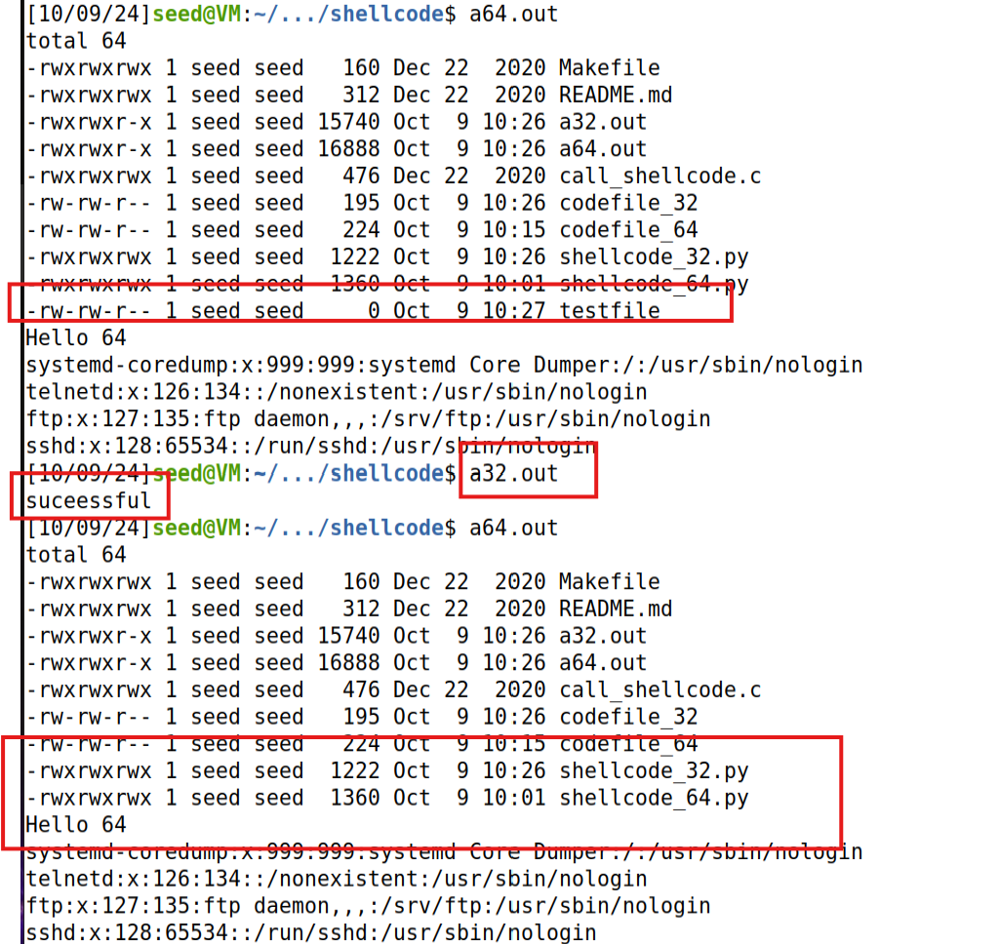 [10/09/24]seed@VM:~/.../shellcode$ a64.out
total 64
-rwxrwxrwx 1 seed seed   160 Dec 22  2020 Makefile
-rwxrwxrwx 1 seed seed   312 Dec 22  2020 README.md
-rwxrwxr-x 1 seed seed 15740 Oct  9 10:26 a32.out
-rwxrwxr-x 1 seed seed 16888 Oct  9 10:26 a64.out
-rwxrwxrwx 1 seed seed   476 Dec 22  2020 call_shellcode.c
-rw-rw-r-- 1 seed seed   195 Oct  9 10:26 codefile_32
-rw-rw-r-- 1 seed seed   224 Oct  9 10:15 codefile_64
-rwxrwxrwx 1 seed seed  1222 Oct  9 10:26 shellcode_32.py
-rwxrwxrwx 1 seed seed  1360 Oct  9 10:01 shellcode_64.py
-rw-rw-r-- 1 seed seed     0 Oct  9 10:27 testfile
Hello 64
systemd-coredump:x:999:999:systemd Core Dumper:/:/usr/sbin/nologin
telnetd:x:126:134::/nonexistent:/usr/sbin/nologin
ftp:x:127:135:ftp daemon,,,:/srv/ftp:/usr/sbin/nologin
sshd:x:128:65534::/run/sshd:/usr/sbin/nologin
[10/09/24]seed@VM:~/.../shellcode$ a32.out
suceessful
[10/09/24]seed@VM:~/.../shellcode$ a64.out
total 64
-rwxrwxrwx 1 seed seed   160 Dec 22  2020 Makefile
-rwxrwxrwx 1 seed seed   312 Dec 22  2020 README.md
-rwxrwxr-x 1 seed seed 15740 Oct  9 10:26 a32.out
-rwxrwxr-x 1 seed seed 16888 Oct  9 10:26 a64.out
-rwxrwxrwx 1 seed seed   476 Dec 22  2020 call_shellcode.c
-rw-rw-r-- 1 seed seed   195 Oct  9 10:26 codefile_32
-rw-rw-r-- 1 seed seed   224 Oct  9 10:15 codefile_64
-rwxrwxrwx 1 seed seed  1222 Oct  9 10:26 shellcode_32.py
-rwxrwxrwx 1 seed seed  1360 Oct  9 10:01 shellcode_64.py
Hello 64
systemd-coredump:x:999:999:systemd Core Dumper:/:/usr/sbin/nologin
telnetd:x:126:134::/nonexistent:/usr/sbin/nologin
ftp:x:127:135:ftp daemon,,,:/srv/ftp:/usr/sbin/nologin
sshd:x:128:65534::/run/sshd:/usr/sbin/nologin